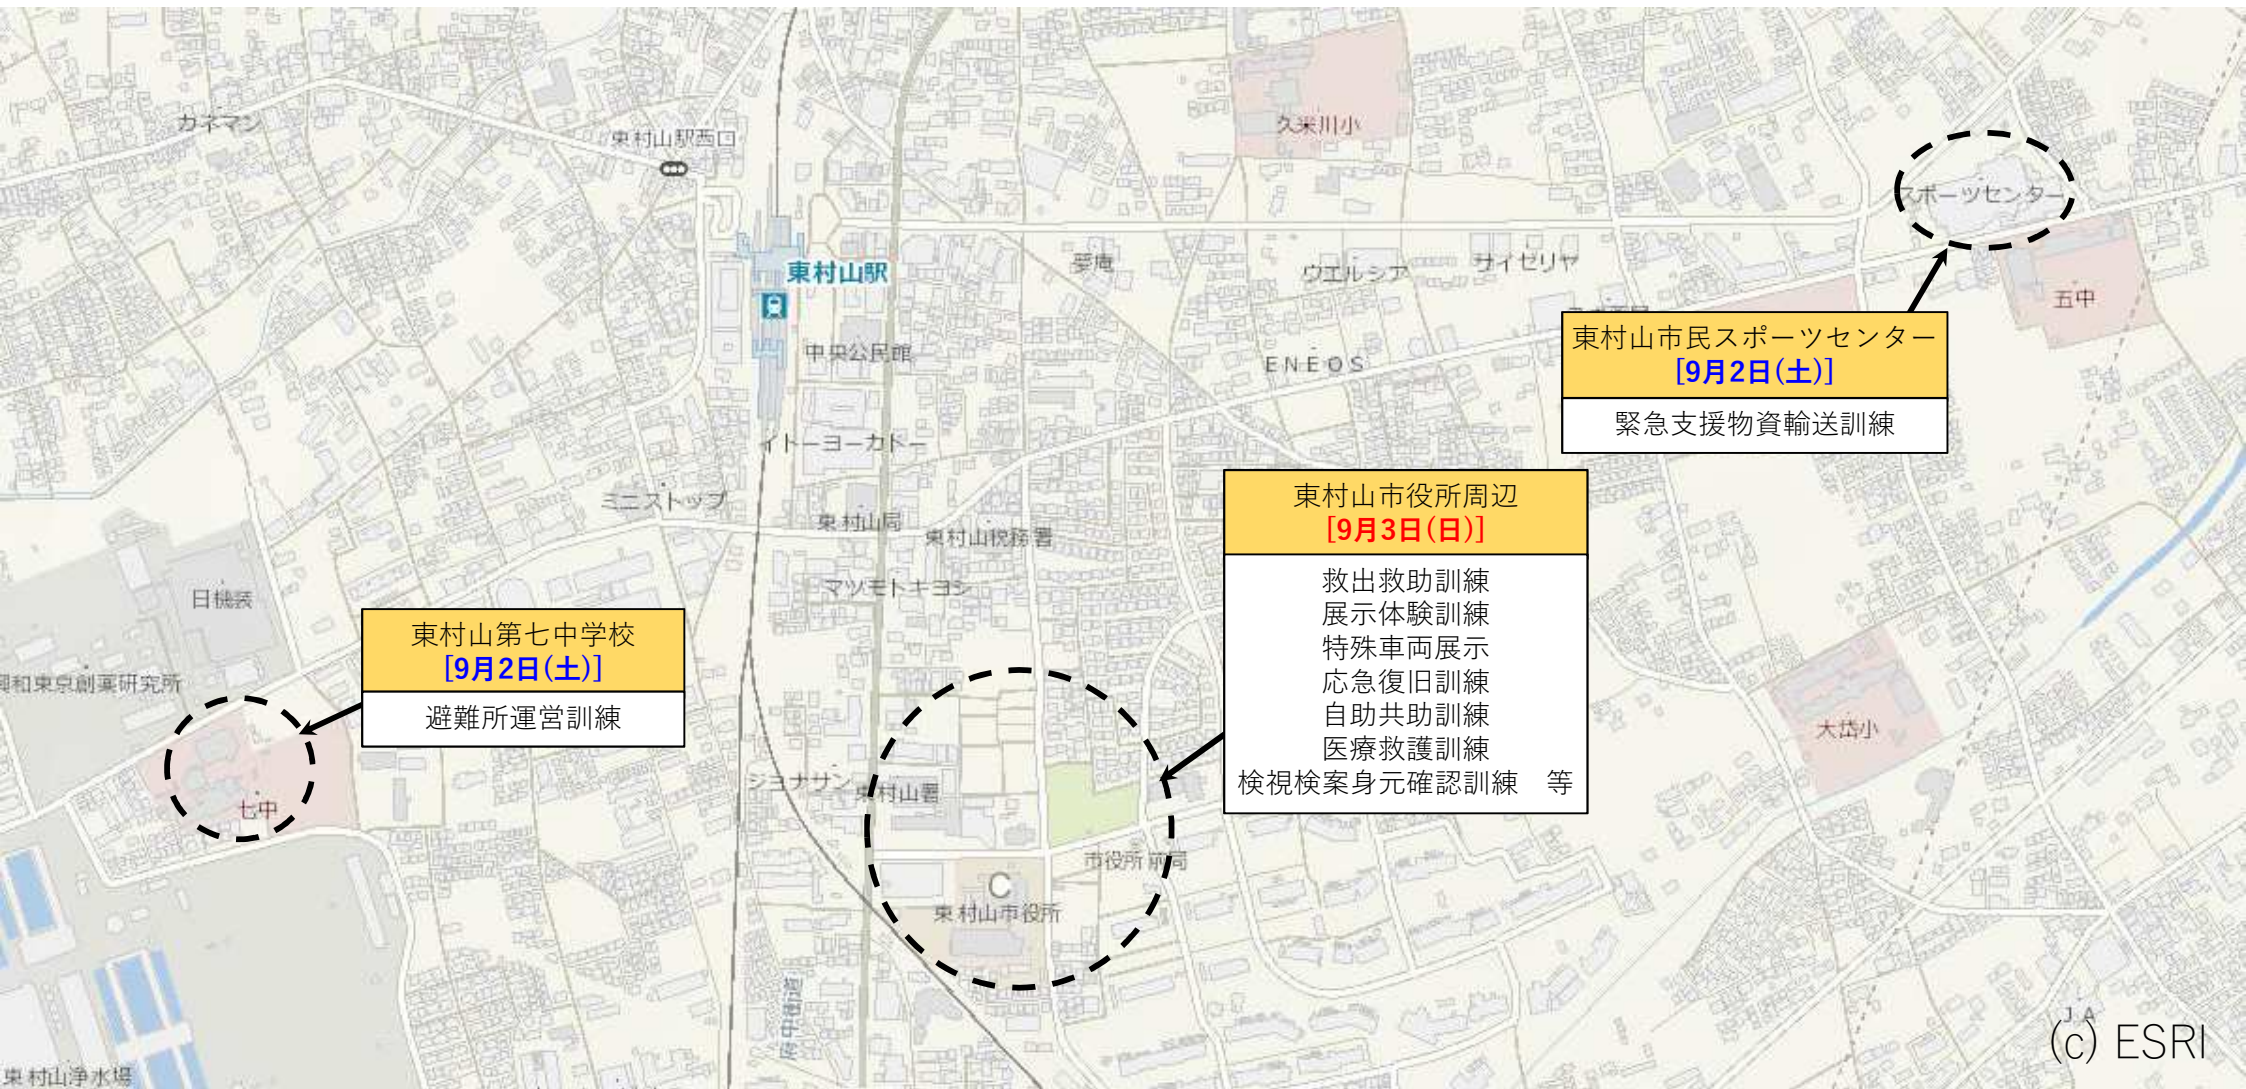 カネマン
東村山駅西口
久米川小
スポーツセンター
東村山駅
夢庵
ウエルシア
サイゼリヤ
五中
中央公民館
ENEOS
東村山市民スポーツセンター
[9月2日(土)]
緊急支援物資輸送訓練
イトーヨーカドー
ミニストップ
東村山局
東村山税務署
マツモトキヨシ
東村山市役所周辺
[9月3日(日)]
救出救助訓練
展示体験訓練
特殊車両展示
応急復旧訓練
自助共助訓練
医療救護訓練
検視検案身元確認訓練　等
日機装
東村山第七中学校
[9月2日(土)]
避難所運営訓練
興和東京創薬研究所
七中
ジョナサン
東村山署
大岱小
市役所前局
C
東村山市役所
府中街道
JA
(c) ESRI
東村山浄水場